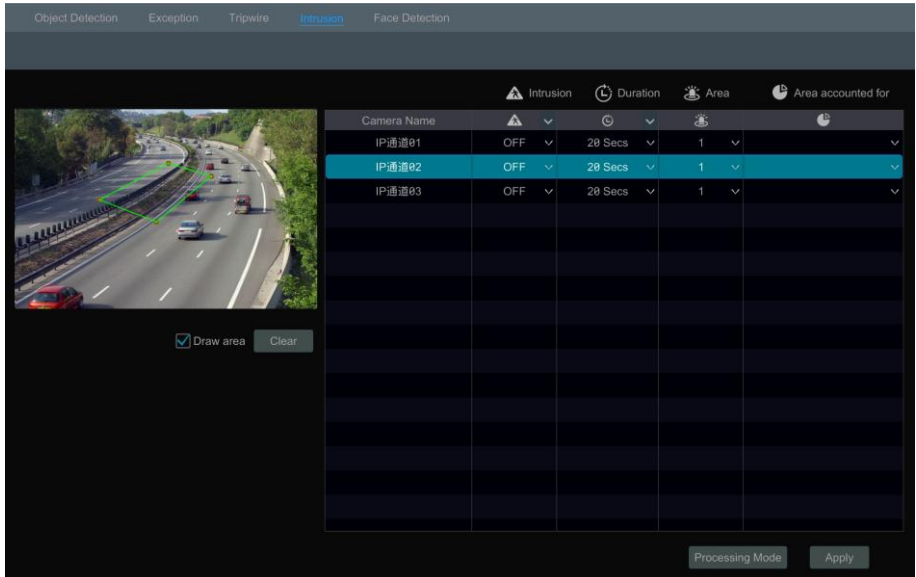 Object Detection Exception Tripwire Intrusion Face Detection
Intrusion Duration Area Area accounted for
Camera Name
IP通道01 OFF 20 Secs 1
IP通道02 OFF 20 Secs 1
IP通道03 OFF 20 Secs 1
Draw area Clear
Processing Mode Apply